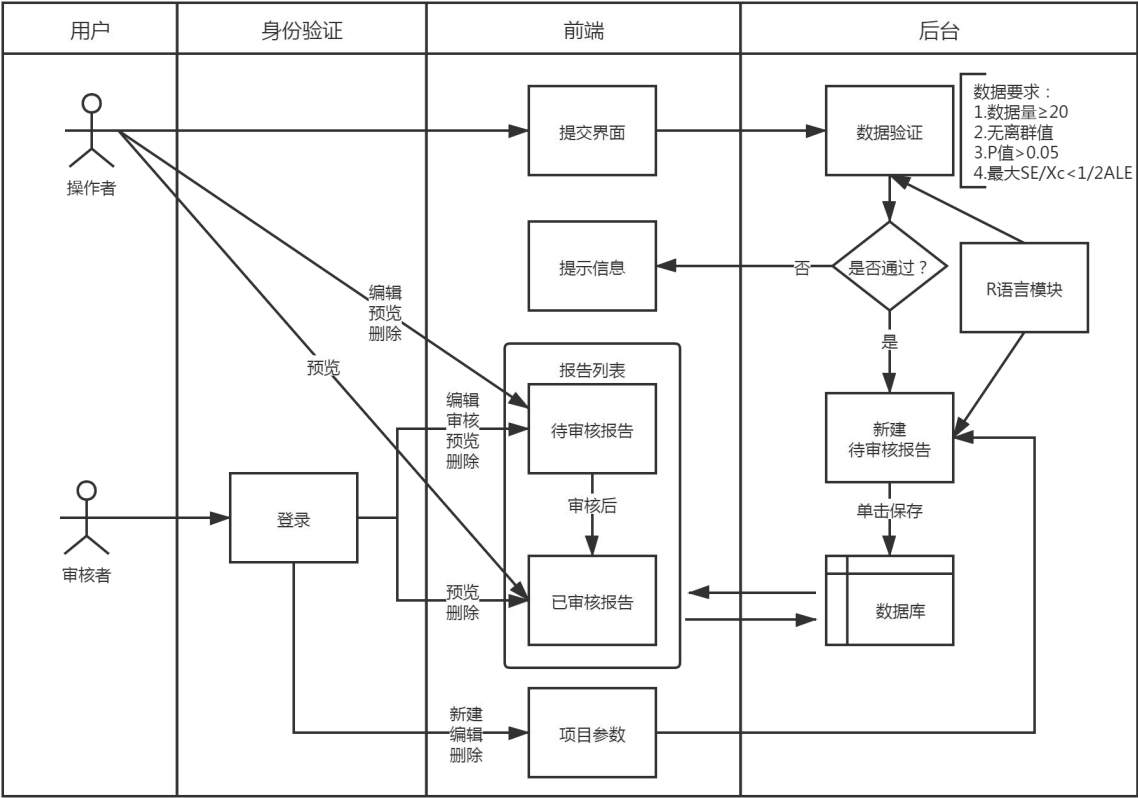 用户
身份验证
前端
后台
操作者
提交界面
数据验证
数据要求：
1.数据量≥20
2.无离群值
3.P值>0.05
4.最大SE/Xc<1/2ALE
提示信息
否
是否通过？
R语言模块
编辑
预览
删除
预览
是
报告列表
编辑
审核
预览
删除
待审核报告
新建
待审核报告
审核者
登录
审核后
单击保存
预览
删除
已审核报告
数据库
新建
编辑
删除
项目参数